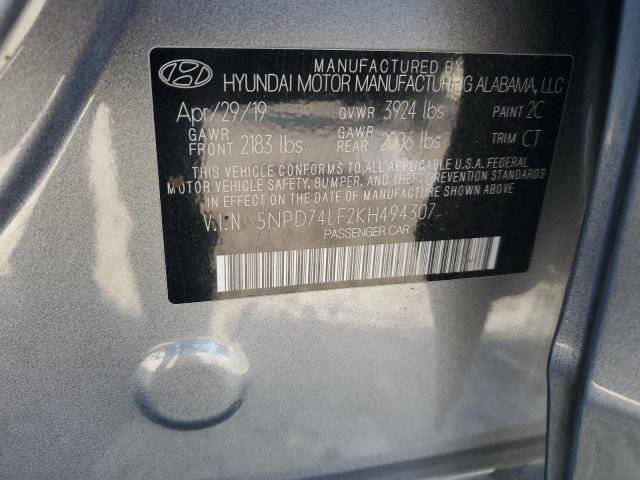 MANUFACTURED BY
HYUNDAI MOTOR MANUFACTURING ALABAMA, LLC
Apr/29/19 GVWR 3924 lbs PAINT 2C
GAWR FRONT 2183 lbs GAWR REAR 2006 lbs TRIM CT
THIS VEHICLE CONFORMS TO ALL APPLICABLE U.S.A. FEDERAL
MOTOR VEHICLE SAFETY, BUMPER, AND THEFT PREVENTION STANDARDS
IN EFFECT ON THE DATE OF MANUFACTURE SHOWN ABOVE.
V.I.N 5NPD74LF2KH494307
PASSENGER CAR